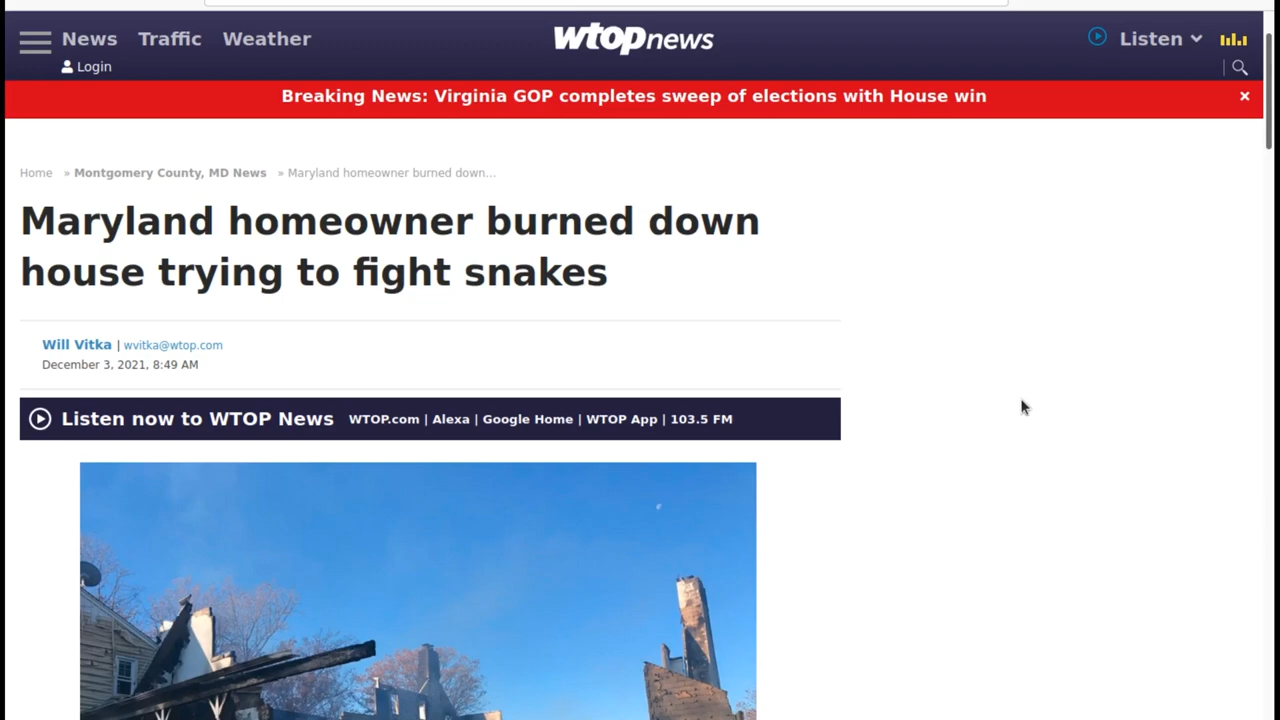 News Traffic Weather
wtopnews
Listen
Login
Breaking News: Virginia GOP completes sweep of elections with House win ×
Home » Montgomery County, MD News » Maryland homeowner burned down...
Maryland homeowner burned down
house trying to fight snakes
Will Vitka | wvitka@wtop.com
December 3, 2021, 8:49 AM
Listen now to WTOP News WTOP.com | Alexa | Google Home | WTOP App | 103.5 FM